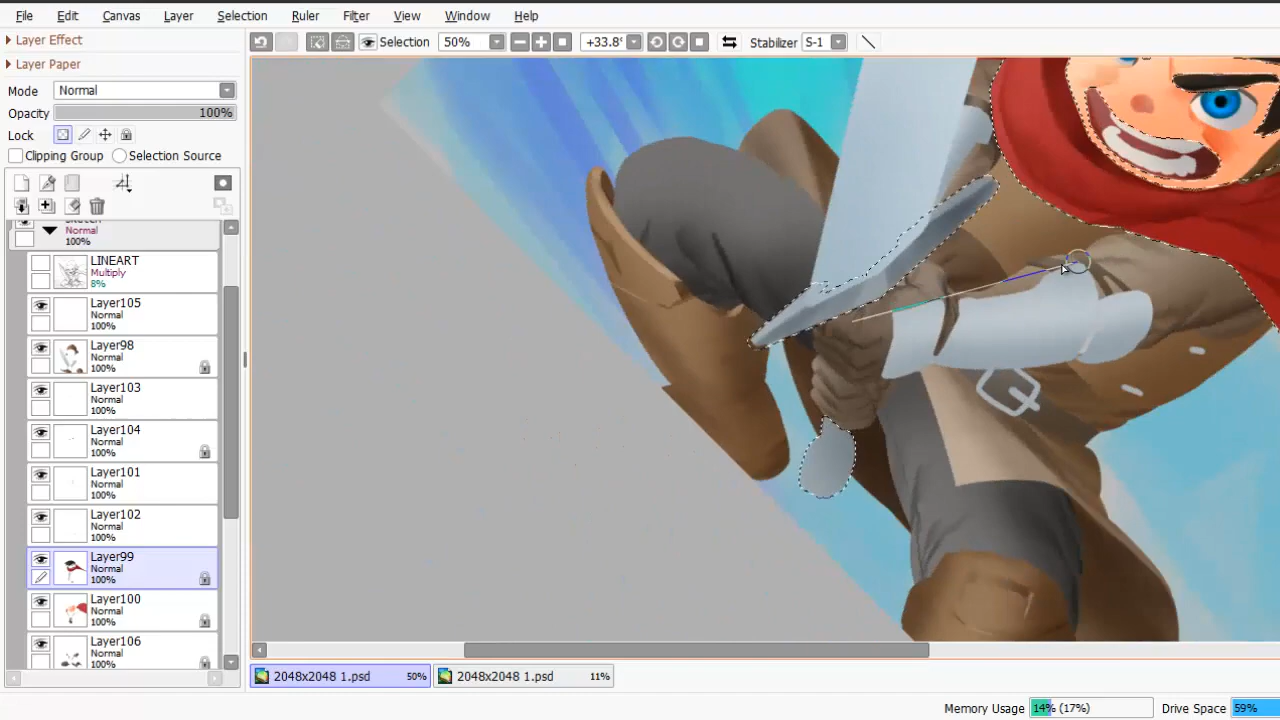 File Edit Canvas Layer Selection Ruler Filter View Window Help
Layer Effect
Layer Paper
Selection 50% +33.8° Stabilizer S-1
Mode Normal
Opacity 100%
Lock
Clipping Group Selection Source
Normal
100%
LINEART
Multiply
8%
Layer105
Normal
100%
Layer98
Normal
100%
Layer103
Normal
100%
Layer104
Normal
100%
Layer101
Normal
100%
Layer102
Normal
100%
Layer99
Normal
100%
Layer100
Normal
100%
Layer106
Normal
100%
2048x2048 1.psd 50% 2048x2048 1.psd 11%
Memory Usage 14% (17%) Drive Space 59%